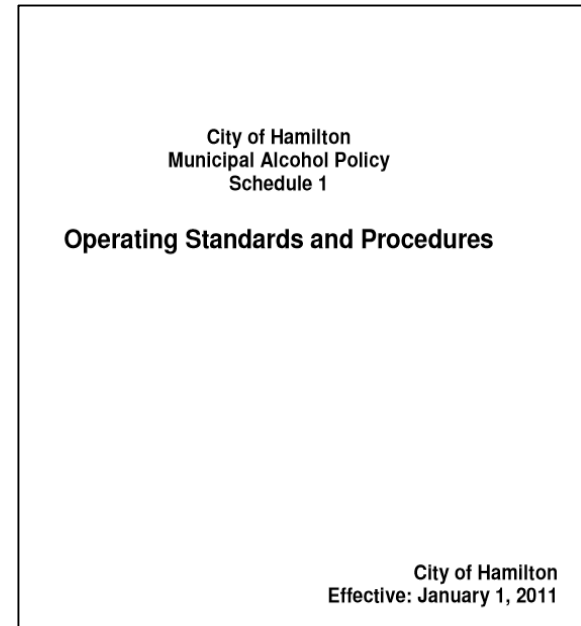 City of Hamilton
Municipal Alcohol Policy
Schedule 1
Operating Standards and Procedures
City of Hamilton
Effective: January 1, 2011